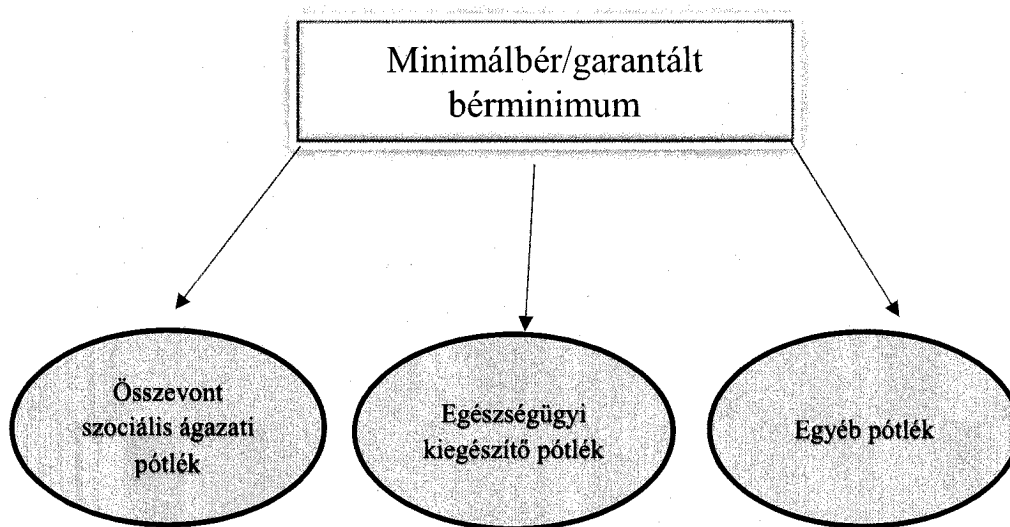 Minimálbér/garantált
bérminimum
Összevont
szociális ágazati
pótlék
Egészségügyi
kiegészítő pótlék
Egyéb pótlék